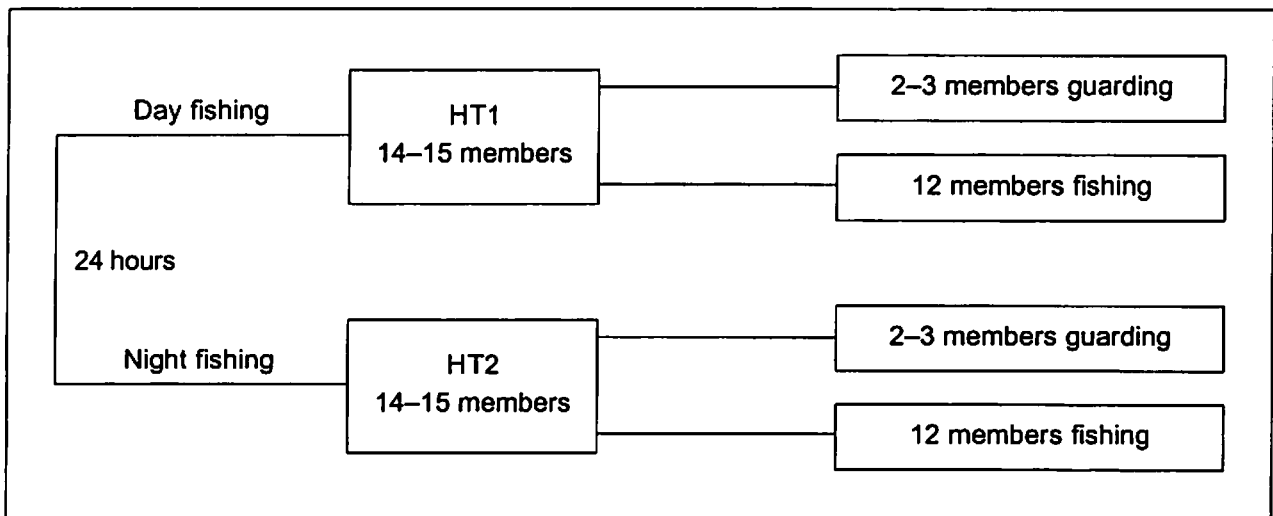 Day fishing
HT1
14–15 members
2–3 members guarding
12 members fishing
24 hours
Night fishing
HT2
14–15 members
2–3 members guarding
12 members fishing